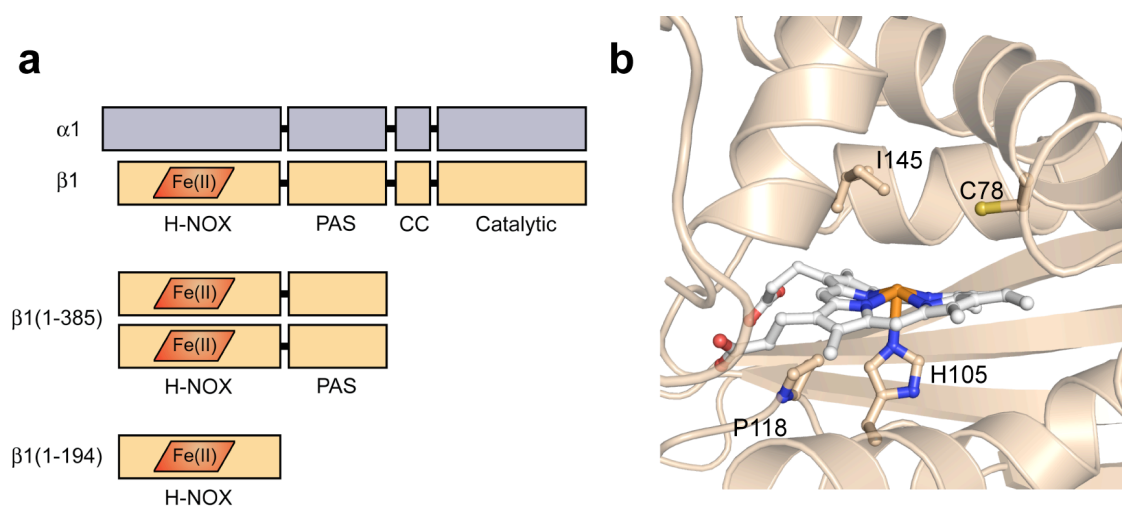 a
α1
β1
Fe(II)
H-NOX PAS CC Catalytic
β1(1-385)
Fe(II)
Fe(II)
H-NOX PAS
β1(1-194)
Fe(II)
H-NOX
b
I145
C78
H105
P118